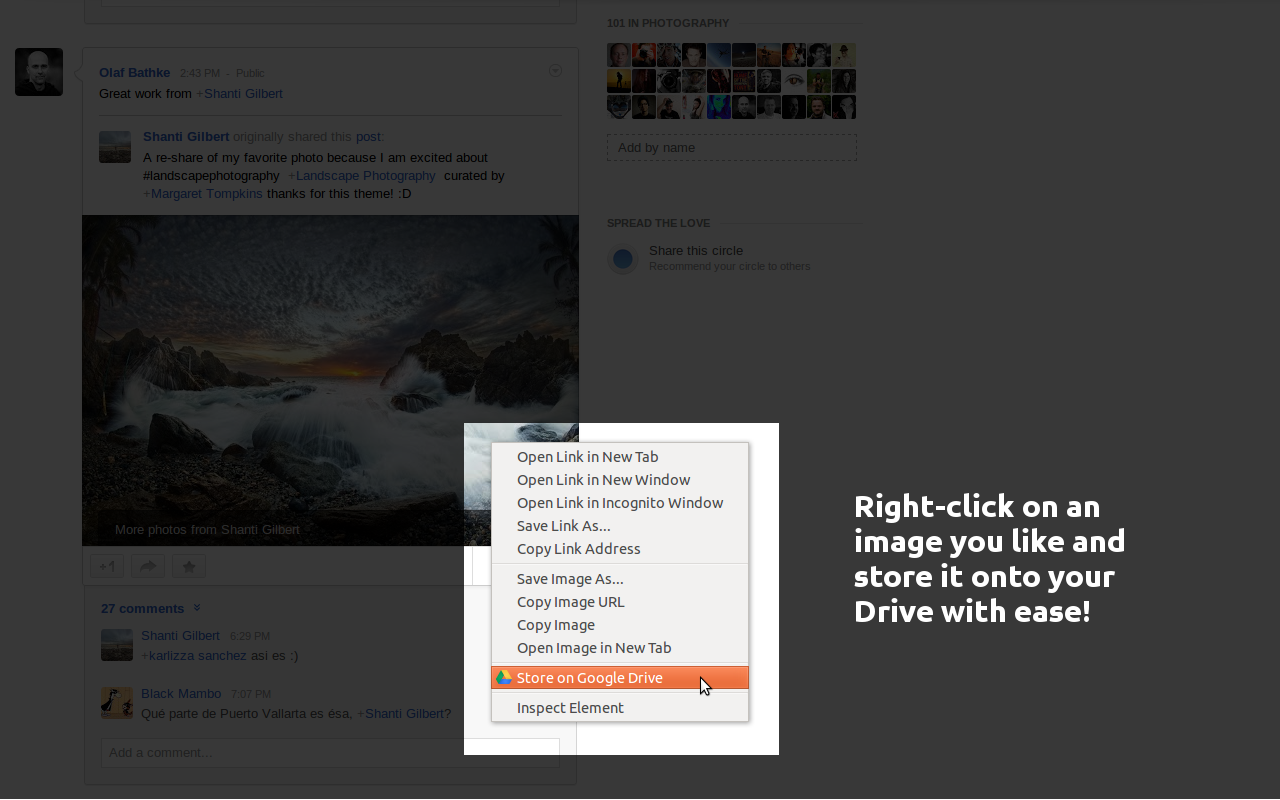 Olaf Bathke 2:43 PM - Public
Great work from +Shanti Gilbert
Shanti Gilbert originally shared this post:
A re-share of my favorite photo because I am excited about
#landscapephotography +Landscape Photography curated by
+Margaret Tompkins thanks for this theme! :D
More photos from Shanti Gilbert
+1
27 comments
Shanti Gilbert 6:29 PM
+karlizza sanchez asi es :)
Black Mambo 7:07 PM
Qué parte de Puerto Vallarta es ésa, +Shanti Gilbert?
Add a comment...
101 IN PHOTOGRAPHY
Add by name
SPREAD THE LOVE
Share this circle
Recommend your circle to others
Open Link in New Tab
Open Link in New Window
Open Link in Incognito Window
Save Link As...
Copy Link Address
Save Image As...
Copy Image URL
Copy Image
Open Image in New Tab
Store on Google Drive
Inspect Element
Right-click on an
image you like and
store it onto your
Drive with ease!